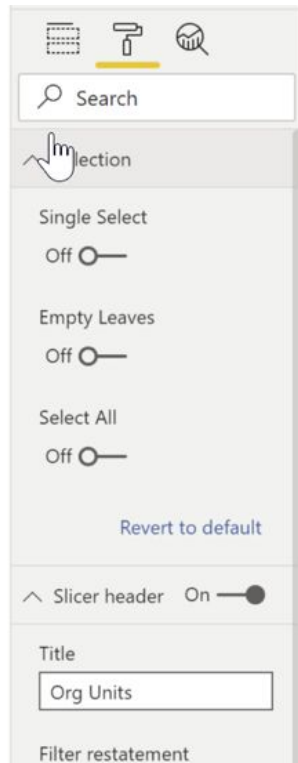 Search
lection
Single Select
Off
Empty Leaves
Off
Select All
Off
Revert to default
Slicer header On
Title
Org Units
Filter restatement